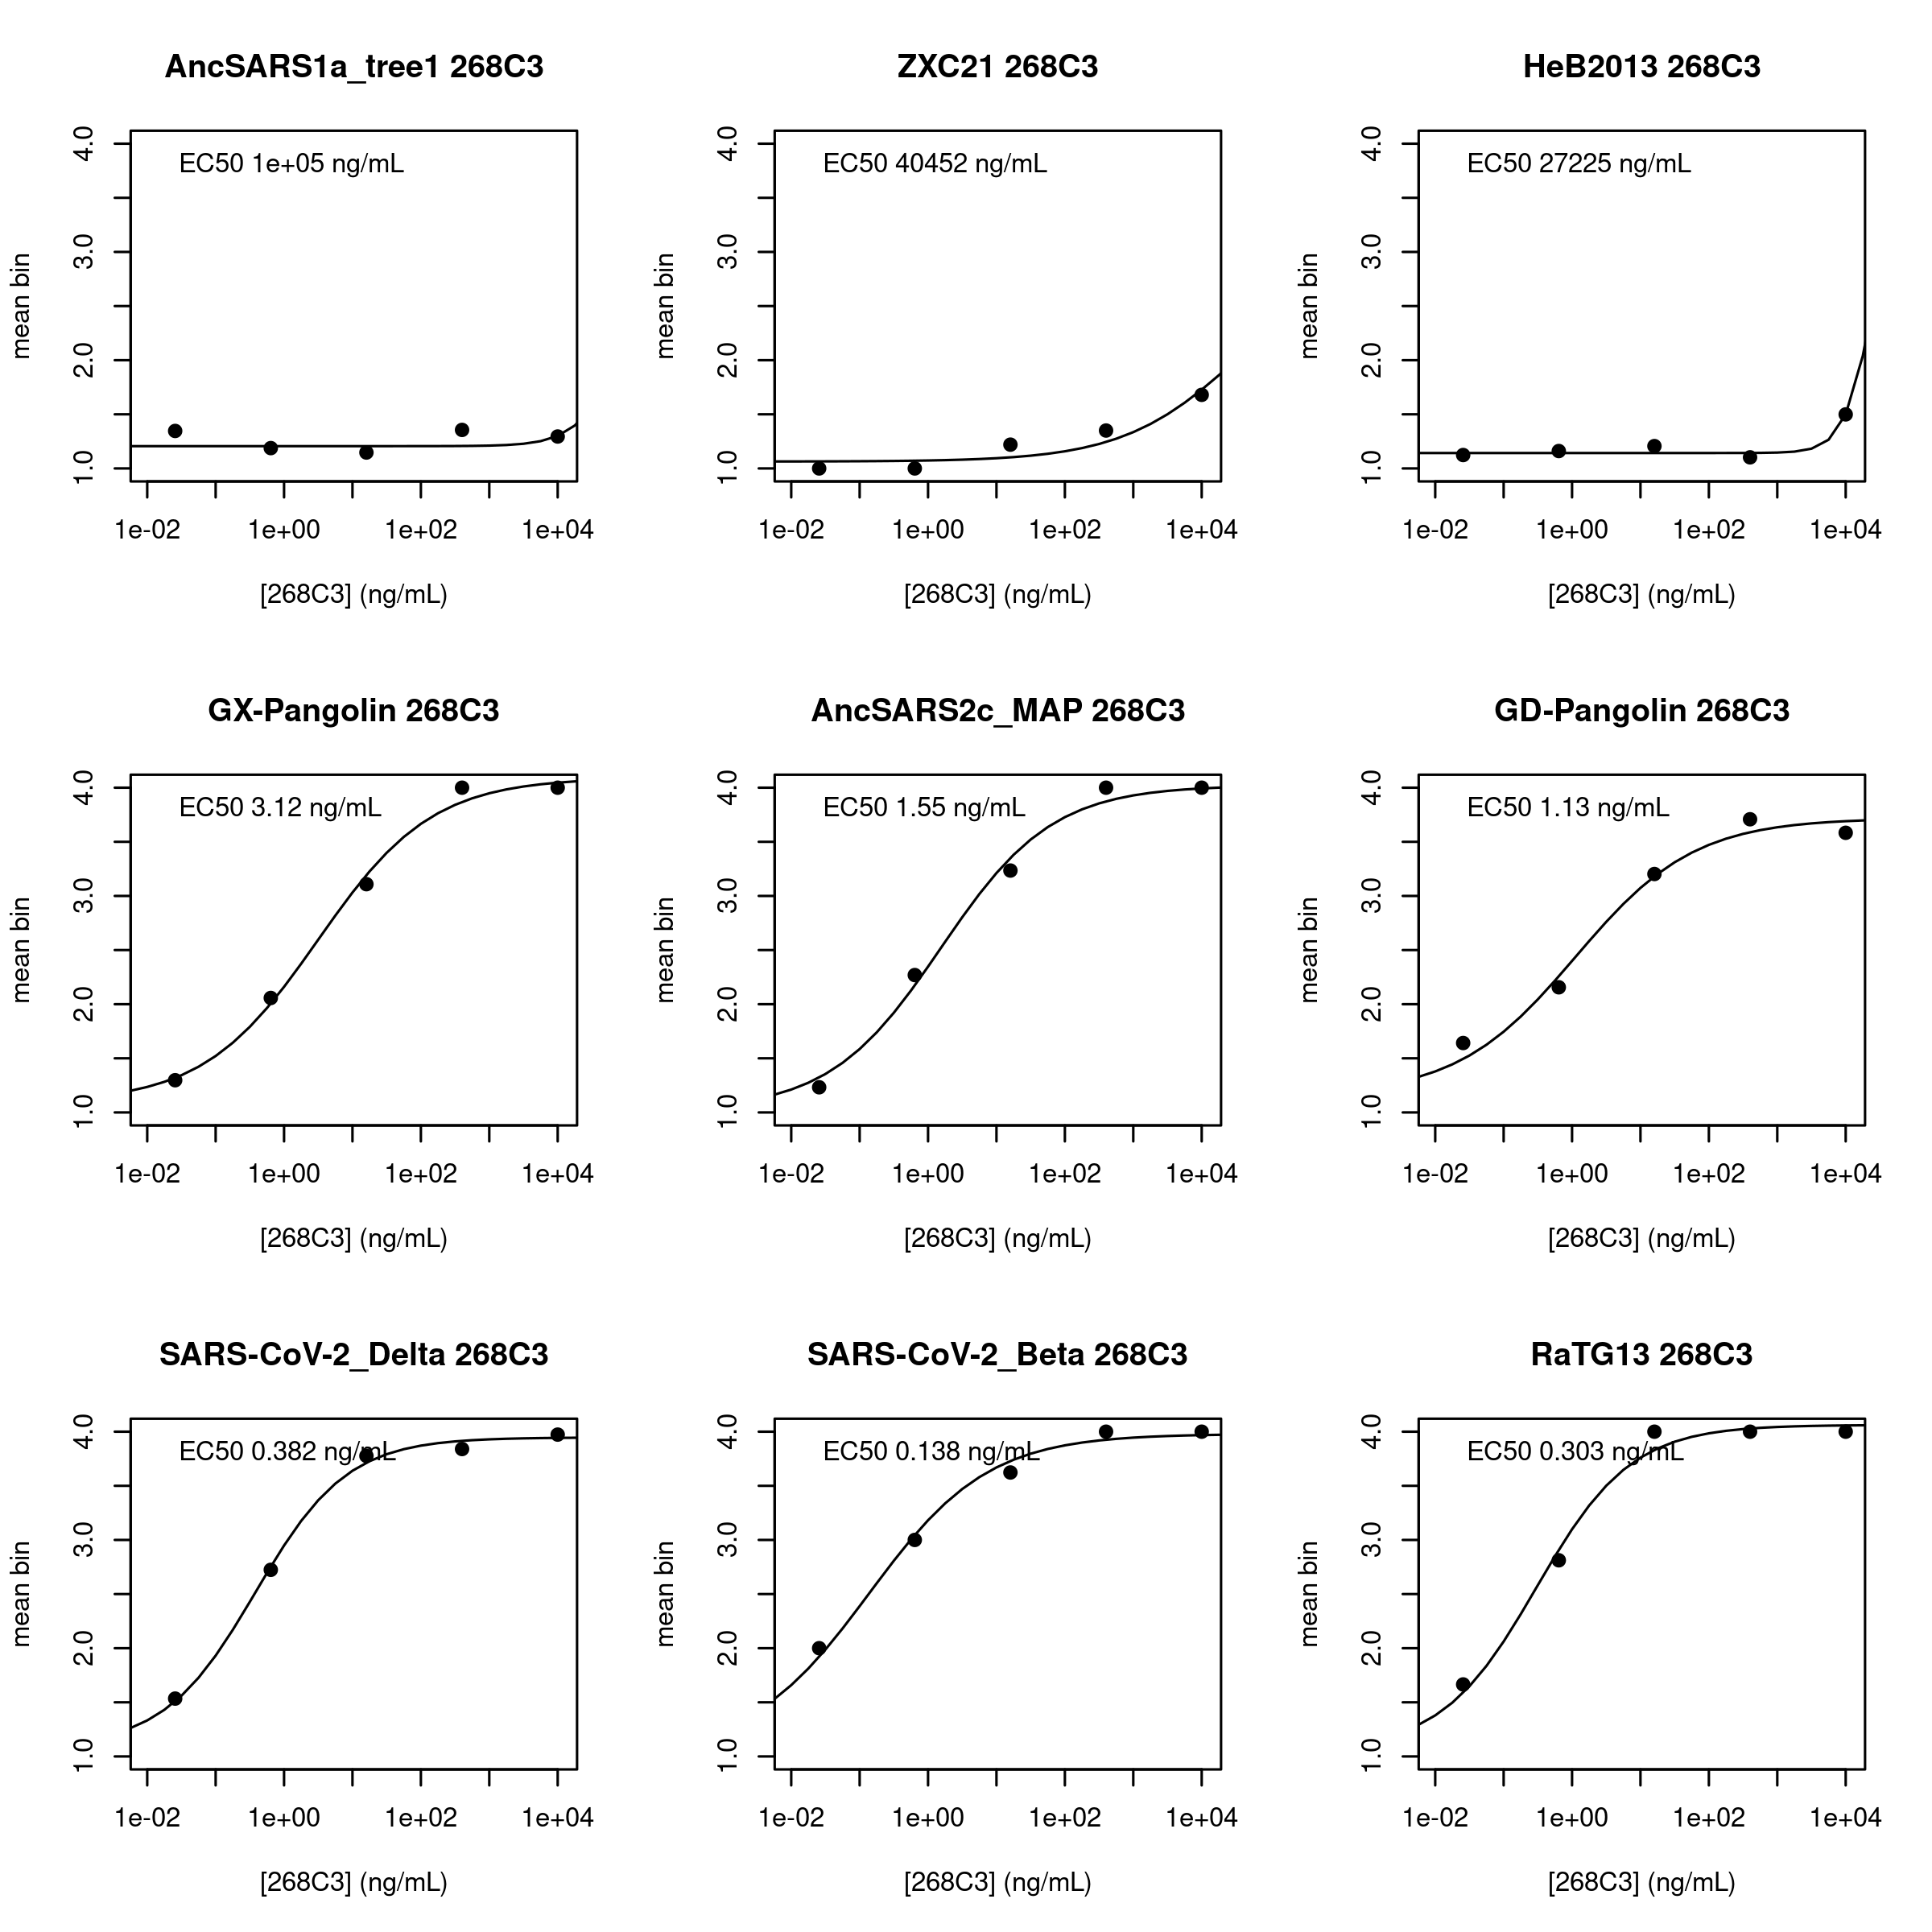 AncSARS1a_tree1 268C3
EC50 1e+05 ng/mL
mean bin
4.0
3.0
2.0
1.0
1e-02 1e+00 1e+02 1e+04
[268C3] (ng/mL)
ZXC21 268C3
EC50 40452 ng/mL
mean bin
4.0
3.0
2.0
1.0
1e-02 1e+00 1e+02 1e+04
[268C3] (ng/mL)
HeB2013 268C3
EC50 27225 ng/mL
mean bin
4.0
3.0
2.0
1.0
1e-02 1e+00 1e+02 1e+04
[268C3] (ng/mL)
GX-Pangolin 268C3
EC50 3.12 ng/mL
mean bin
4.0
3.0
2.0
1.0
1e-02 1e+00 1e+02 1e+04
[268C3] (ng/mL)
AncSARS2c_MAP 268C3
EC50 1.55 ng/mL
mean bin
4.0
3.0
2.0
1.0
1e-02 1e+00 1e+02 1e+04
[268C3] (ng/mL)
GD-Pangolin 268C3
EC50 1.13 ng/mL
mean bin
4.0
3.0
2.0
1.0
1e-02 1e+00 1e+02 1e+04
[268C3] (ng/mL)
SARS-CoV-2_Delta 268C3
EC50 0.382 ng/mL
mean bin
4.0
3.0
2.0
1.0
1e-02 1e+00 1e+02 1e+04
[268C3] (ng/mL)
SARS-CoV-2_Beta 268C3
EC50 0.138 ng/mL
mean bin
4.0
3.0
2.0
1.0
1e-02 1e+00 1e+02 1e+04
[268C3] (ng/mL)
RaTG13 268C3
EC50 0.303 ng/mL
mean bin
4.0
3.0
2.0
1.0
1e-02 1e+00 1e+02 1e+04
[268C3] (ng/mL)